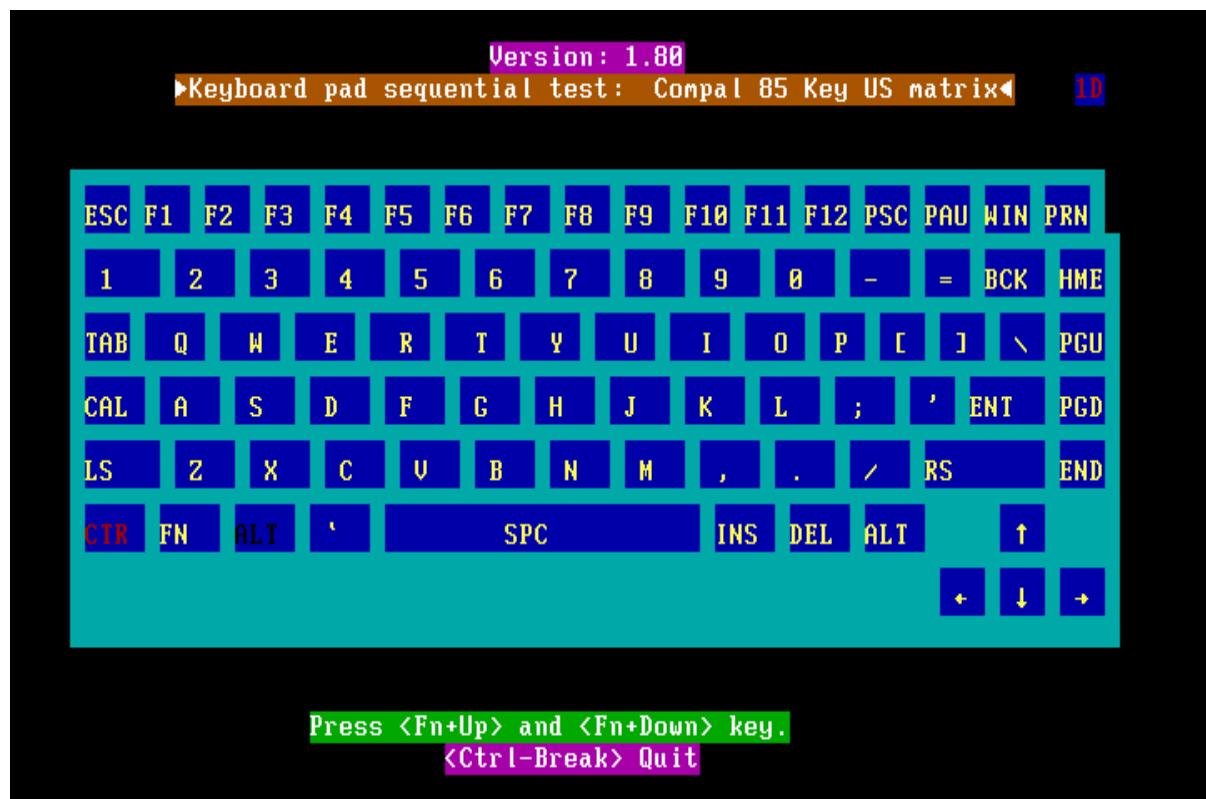 Version: 1.80
►Keyboard pad sequential test: Compal 85 Key US matrix◄ 1D
ESC F1 F2 F3 F4 F5 F6 F7 F8 F9 F10 F11 F12 PSC PAU WIN PRN
1 2 3 4 5 6 7 8 9 0 - = BCK HME
TAB Q W E R T Y U I O P [ ] \ PGU
CAL A S D F G H J K L ; ' ENT PGD
LS Z X C V B N M , . / RS END
CTR FN ALT ` SPC INS DEL ALT ↑
← ↓ →
Press <Fn+Up> and <Fn+Down> key.
<Ctrl-Break> Quit